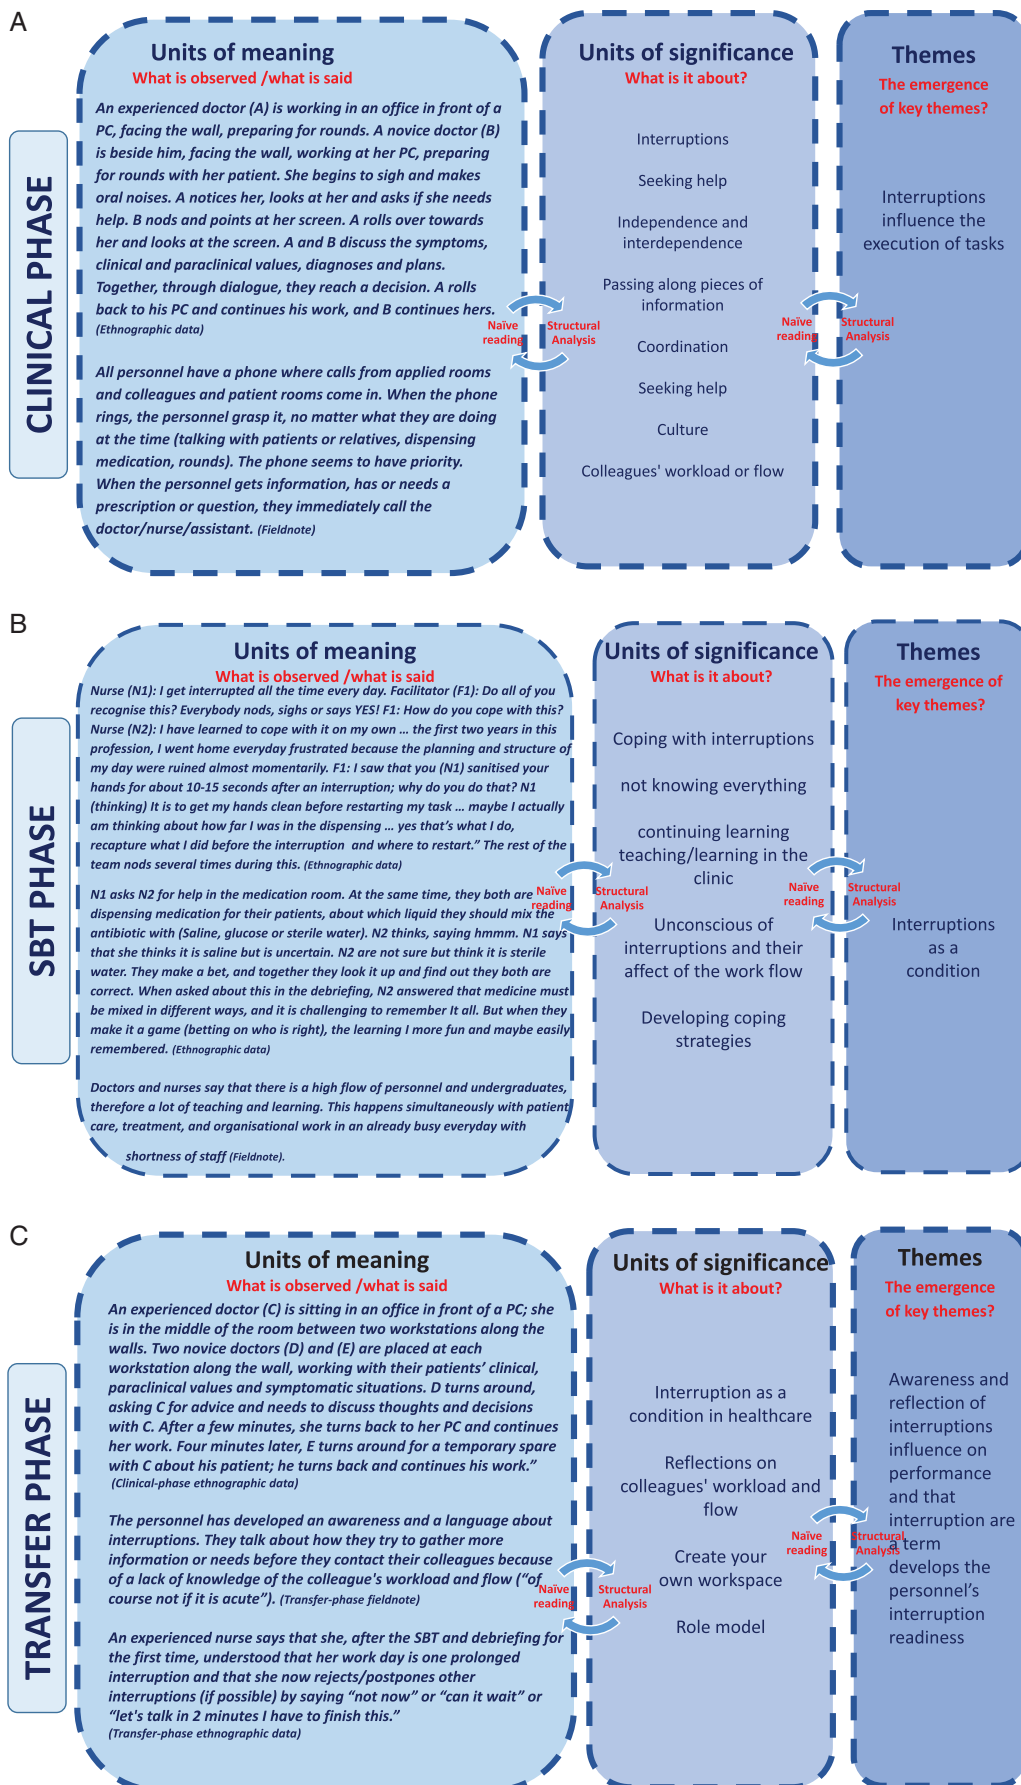 A
CLINICAL PHASE
Units of meaning
What is observed /what is said
An experienced doctor (A) is working in an office in front of a
PC, facing the wall, preparing for rounds. A novice doctor (B)
is beside him, facing the wall, working at her PC, preparing
for rounds with her patient. She begins to sigh and makes
oral noises. A notices her, looks at her and asks if she needs
help. B nods and points at her screen. A rolls over towards
her and looks at the screen. A and B discuss the symptoms,
clinical and paraclinical values, diagnoses and plans.
Together, through dialogue, they reach a decision. A rolls
back to his PC and continues his work, and B continues hers.
(Ethnographic data)
All personnel have a phone where calls from applied rooms
and colleagues and patient rooms come in. When the phone
rings, the personnel grasp it, no matter what they are doing
at the time (talking with patients or relatives, dispensing
medication, rounds). The phone seems to have priority.
When the personnel gets information, has or needs a
prescription or question, they immediately call the
doctor/nurse/assistant. (Fieldnote)
Naïve
reading
Structural
Analysis
Units of significance
What is it about?
Interruptions
Seeking help
Independence and
interdependence
Passing along pieces of
information
Coordination
Seeking help
Culture
Colleagues' workload or flow
Naïve
reading
Structural
Analysis
Themes
The emergence
of key themes?
Interruptions
influence the
execution of tasks
B
SBT PHASE
Units of meaning
What is observed /what is said
Nurse (N1): I get interrupted all the time every day. Facilitator (F1): Do all of you
recognise this? Everybody nods, sighs or says YES! F1: How do you cope with this?
Nurse (N2): I have learned to cope with it on my own ... the first two years in this
profession, I went home everyday frustrated because the planning and structure of
my day were ruined almost momentarily. F1: I saw that you (N1) sanitised your
hands for about 10-15 seconds after an interruption; why do you do that? N1
(thinking) It is to get my hands clean before restarting my task ... maybe I actually
am thinking about how far I was in the dispensing ... yes that's what I do,
recapture what I did before the interruption and where to restart.” The rest of the
team nods several times during this. (Ethnographic data)
N1 asks N2 for help in the medication room. At the same time, they both are
dispensing medication for their patients, about which liquid they should mix the
antibiotic with (Saline, glucose or sterile water). N2 thinks, saying hmmm. N1 says
that she thinks it is saline but is uncertain. N2 are not sure but think it is sterile
water. They make a bet, and together they look it up and find out they both are
correct. When asked about this in the debriefing, N2 answered that medicine must
be mixed in different ways, and it is challenging to remember It all. But when they
make it a game (betting on who is right), the learning I more fun and maybe easily
remembered. (Ethnographic data)
Doctors and nurses say that there is a high flow of personnel and undergraduates,
therefore a lot of teaching and learning. This happens simultaneously with patient
care, treatment, and organisational work in an already busy everyday with
shortness of staff (Fieldnote).
Naïve
reading
Structural
Analysis
Units of significance
What is it about?
Coping with interruptions
not knowing everything
continuing learning
teaching/learning in the
clinic
Unconscious of
interruptions and their
affect of the work flow
Developing coping
strategies
Naïve
reading
Structural
Analysis
Themes
The emergence of
key themes?
Interruptions
as a
condition
C
TRANSFER PHASE
Units of meaning
What is observed /what is said
An experienced doctor (C) is sitting in an office in front of a PC; she
is in the middle of the room between two workstations along the
walls. Two novice doctors (D) and (E) are placed at each
workstation along the wall, working with their patients’ clinical,
paraclinical values and symptomatic situations. D turns around,
asking C for advice and needs to discuss thoughts and decisions
with C. After a few minutes, she turns back to her PC and continues
her work. Four minutes later, E turns around for a temporary spare
with C about his patient; he turns back and continues his work.”
(Clinical-phase ethnographic data)
The personnel has developed an awareness and a language about
interruptions. They talk about how they try to gather more
information or needs before they contact their colleagues because
of a lack of knowledge of the colleague's workload and flow (“of
course not if it is acute”). (Transfer-phase fieldnote)
An experienced nurse says that she, after the SBT and debriefing for
the first time, understood that her work day is one prolonged
interruption and that she now rejects/postpones other
interruptions (if possible) by saying “not now” or “can it wait” or
“let's talk in 2 minutes I have to finish this.”
(Transfer-phase ethnographic data)
Naïve
reading
Structural
Analysis
Units of significance
What is it about?
Interruption as a
condition in healthcare
Reflections on
colleagues' workload and
flow
Create your
own workspace
Role model
Naïve
reading
Structural
Analysis
Themes
The emergence
of key themes?
Awareness and
reflection of
interruptions
influence on
performance
and that
interruption are
a term
develops the
personnel’s
interruption
readiness